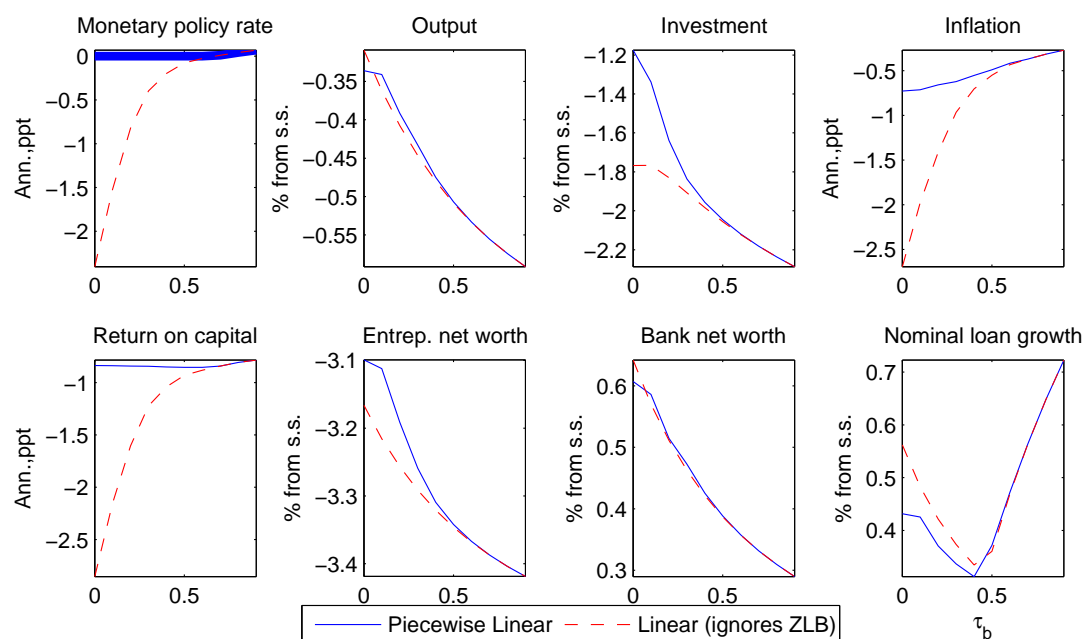 Monetary policy rate
Output
Investment
Inflation
Ann.,ppt
0
−0.5
−1
−1.5
−2
0
0.5
% from s.s.
−0.35
−0.4
−0.45
−0.5
−0.55
0
0.5
% from s.s.
−1.2
−1.4
−1.6
−1.8
−2
−2.2
0
0.5
Ann.,ppt
−0.5
−1
−1.5
−2
−2.5
0
0.5
Return on capital
Entrep. net worth
Bank net worth
Nominal loan growth
Ann.,ppt
−1
−1.5
−2
−2.5
0
0.5
% from s.s.
−3.1
−3.2
−3.3
−3.4
0
0.5
% from s.s.
0.6
0.5
0.4
0.3
0
0.5
% from s.s.
0.7
0.6
0.5
0.4
0
0.5
τb
Piecewise Linear
Linear (ignores ZLB)